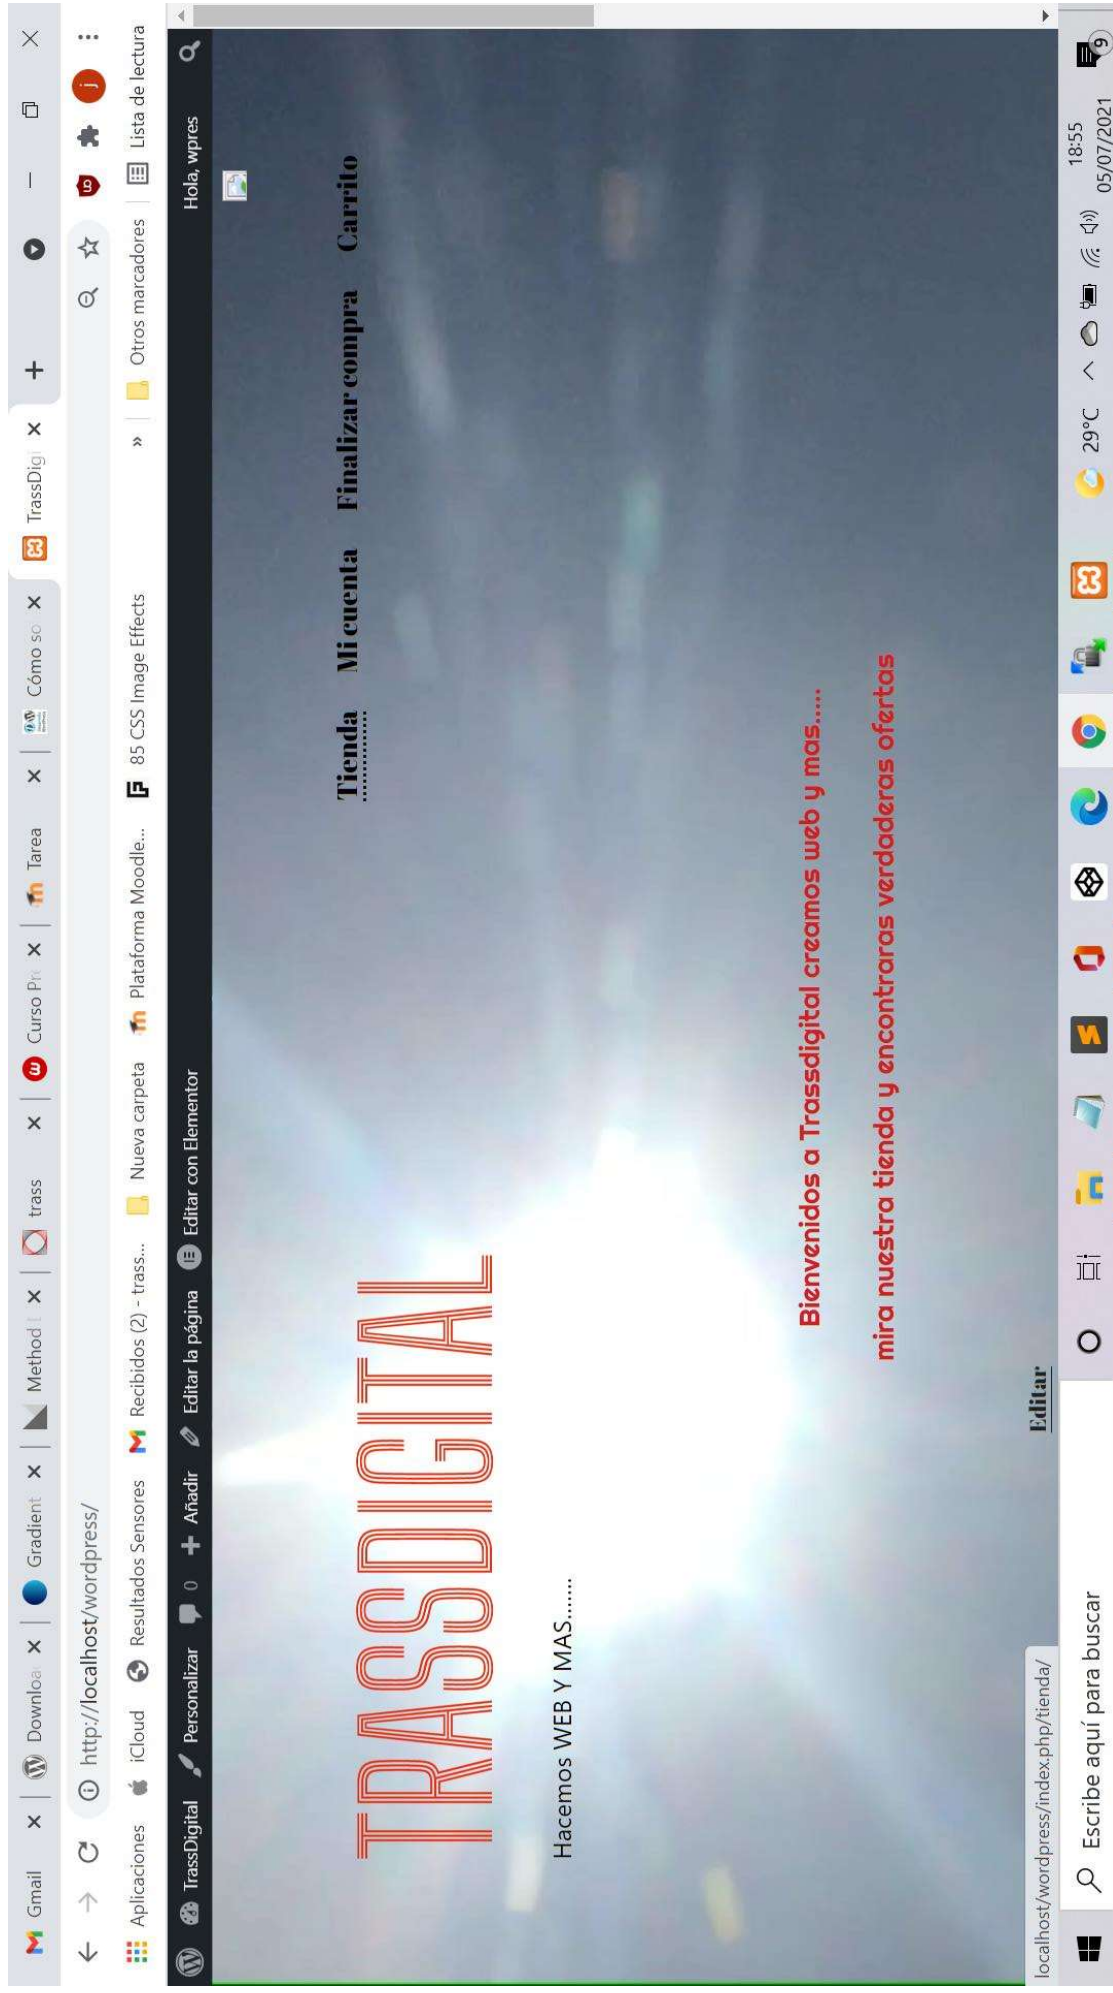 Gmail
Downloa
Gradient
Method
trass
Curso Pr
Tarea
Cómo so
TrassDigi
http://localhost/wordpress/
j
Aplicaciones
iCloud
Resultados Sensores
Recibidos (2) - trass...
Nueva carpeta
Plataforma Moodle...
85 CSS Image Effects
»
Otros marcadores
Lista de lectura
TrassDigital
Personalizar
0
Añadir
Editar la página
Editar con Elementor
Hola, wpres
TRASSDIGITAL
Tienda Mi cuenta Finalizar compra Carrito
Hacemos WEB Y MAS.......
Bienvenidos a Trassdigital creamos web y mas.....
mira nuestra tienda y encontraras verdaderas ofertas
Editar
localhost/wordpress/index.php/tienda/
Escribe aquí para buscar
29°C
18:55
05/07/2021
9